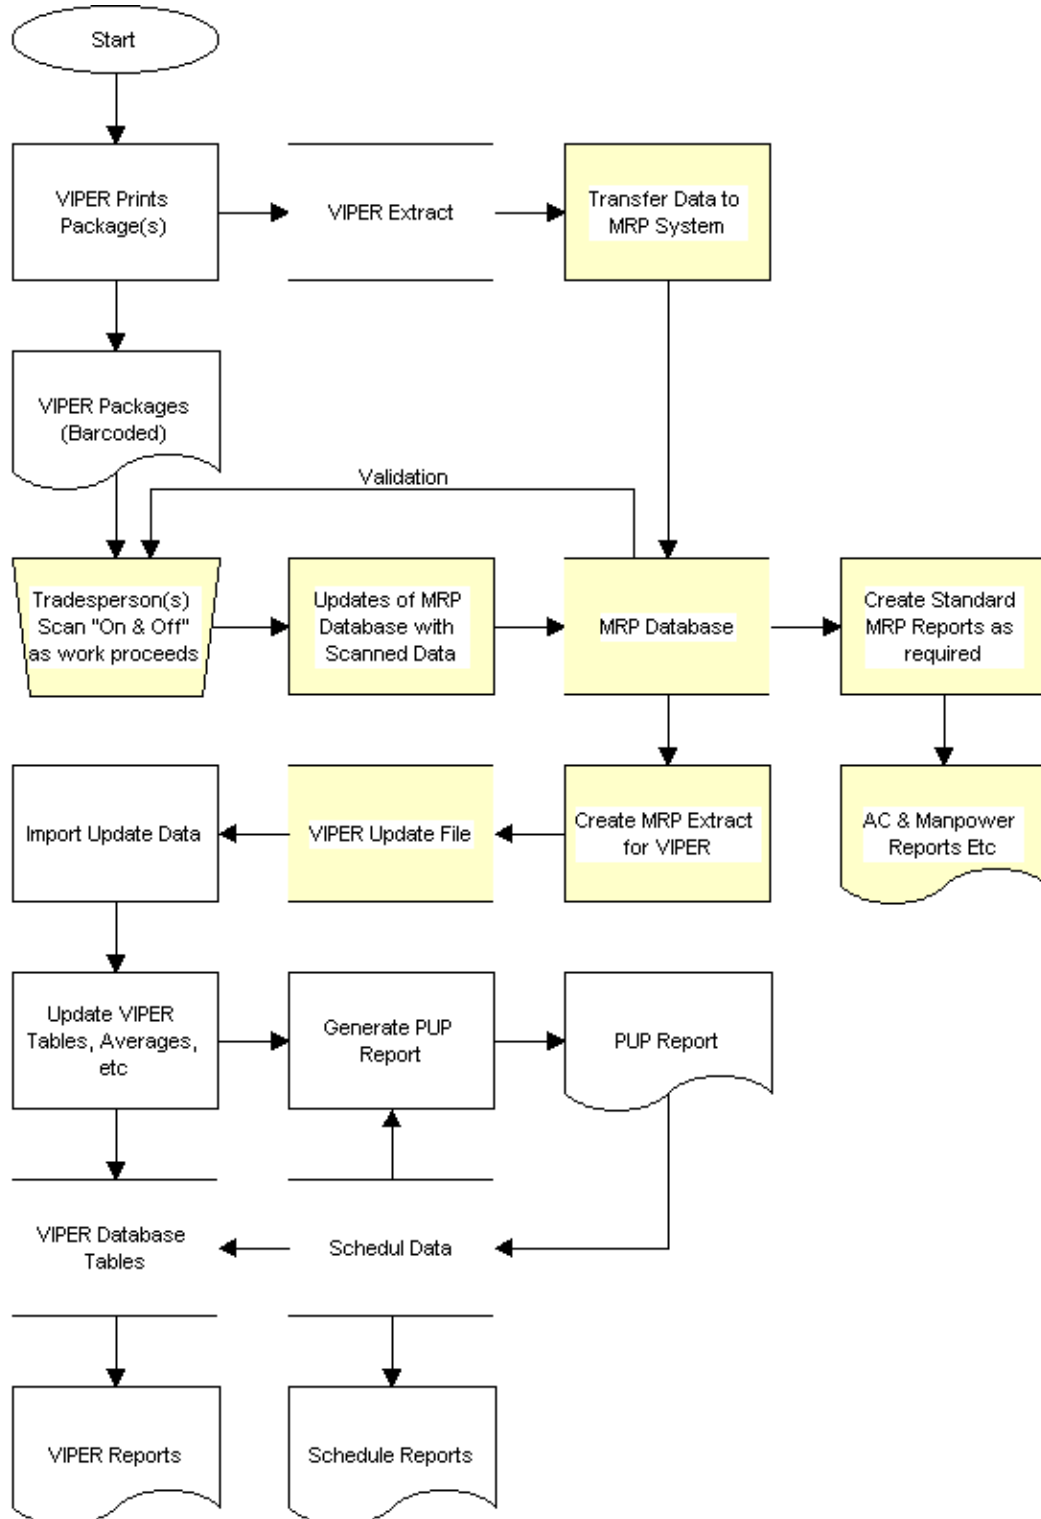 Start
VIPER Prints
Package(s)
VIPER Extract
Transfer Data to
MRP System
VIPER Packages
(Barcoded)
Validation
Tradesperson(s)
Scan "On & Off"
as work proceeds
Updates of MRP
Database with
Scanned Data
MRP Database
Create Standard
MRP Reports as
required
Import Update Data
VIPER Update File
Create MRP Extract
for VIPER
AC & Manpower
Reports Etc
Update VIPER
Tables, Averages,
etc
Generate PUP
Report
PUP Report
VIPER Database
Tables
Schedul Data
VIPER Reports
Schedule Reports